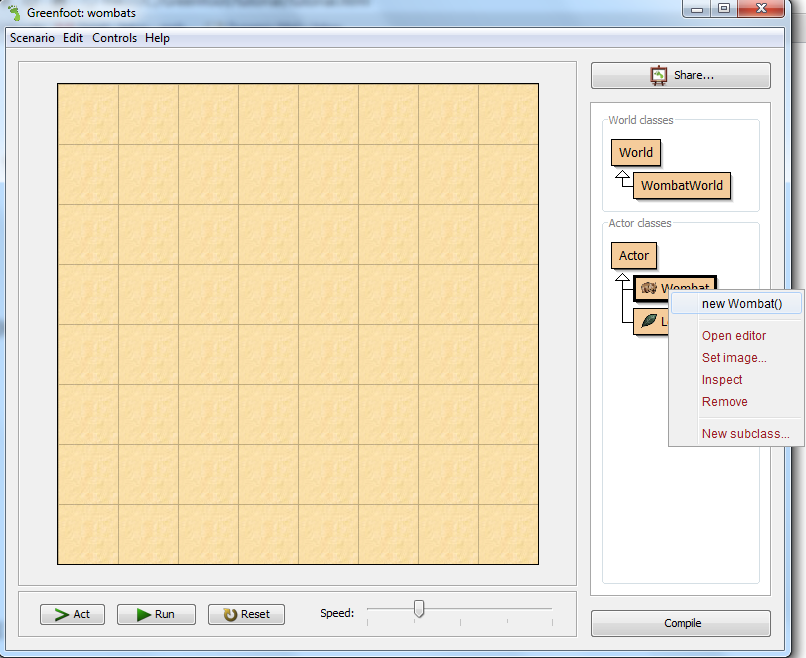 Greenfoot: wombats
Scenario Edit Controls Help
Share...
World classes
World
WombatWorld
Actor classes
Actor
Wombat
new Wombat()
Open editor
Set image...
Inspect
Remove
New subclass...
Act
Run
Reset
Speed:
Compile